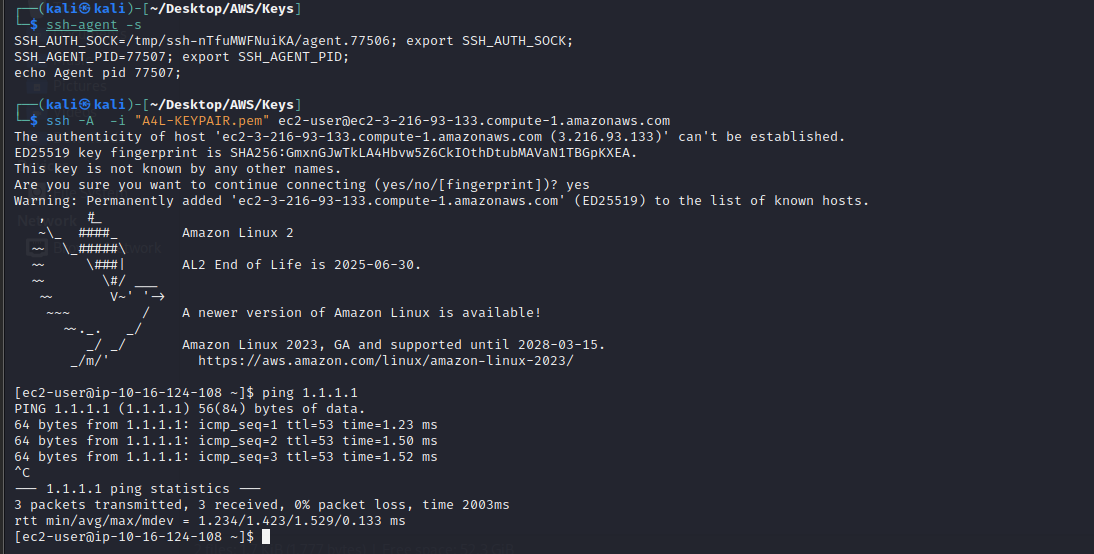 ┌──(kali㉿kali)-[~/Desktop/AWS/Keys]
└─$ ssh-agent -s
SSH_AUTH_SOCK=/tmp/ssh-nTfuMWFNuiKA/agent.77506; export SSH_AUTH_SOCK;
SSH_AGENT_PID=77507; export SSH_AGENT_PID;
echo Agent pid 77507;
┌──(kali㉿kali)-[~/Desktop/AWS/Keys]
└─$ ssh -A  -i "A4L-KEYPAIR.pem" ec2-user@ec2-3-216-93-133.compute-1.amazonaws.com
The authenticity of host 'ec2-3-216-93-133.compute-1.amazonaws.com (3.216.93.133)' can't be established.
ED25519 key fingerprint is SHA256:GmxnGJwTkLA4Hbvw5Z6CkIOthDtubMAVaN1TBGpKXEA.
This key is not known by any other names.
Are you sure you want to continue connecting (yes/no/[fingerprint])? yes
Warning: Permanently added 'ec2-3-216-93-133.compute-1.amazonaws.com' (ED25519) to the list of known hosts.
   ,     #_
   ~\_  ####_        Amazon Linux 2
  ~~  \_#####\
  ~~     \###|       AL2 End of Life is 2025-06-30.
  ~~       \#/ ___
   ~~       V~' '->
    ~~~         /    A newer version of Amazon Linux is available!
      ~~._.   _/
         _/ _/       Amazon Linux 2023, GA and supported until 2028-03-15.
       _/m/'           https://aws.amazon.com/linux/amazon-linux-2023/
[ec2-user@ip-10-16-124-108 ~]$ ping 1.1.1.1
PING 1.1.1.1 (1.1.1.1) 56(84) bytes of data.
64 bytes from 1.1.1.1: icmp_seq=1 ttl=53 time=1.23 ms
64 bytes from 1.1.1.1: icmp_seq=2 ttl=53 time=1.50 ms
64 bytes from 1.1.1.1: icmp_seq=3 ttl=53 time=1.52 ms
^C
--- 1.1.1.1 ping statistics ---
3 packets transmitted, 3 received, 0% packet loss, time 2003ms
rtt min/avg/max/mdev = 1.234/1.423/1.529/0.133 ms
[ec2-user@ip-10-16-124-108 ~]$